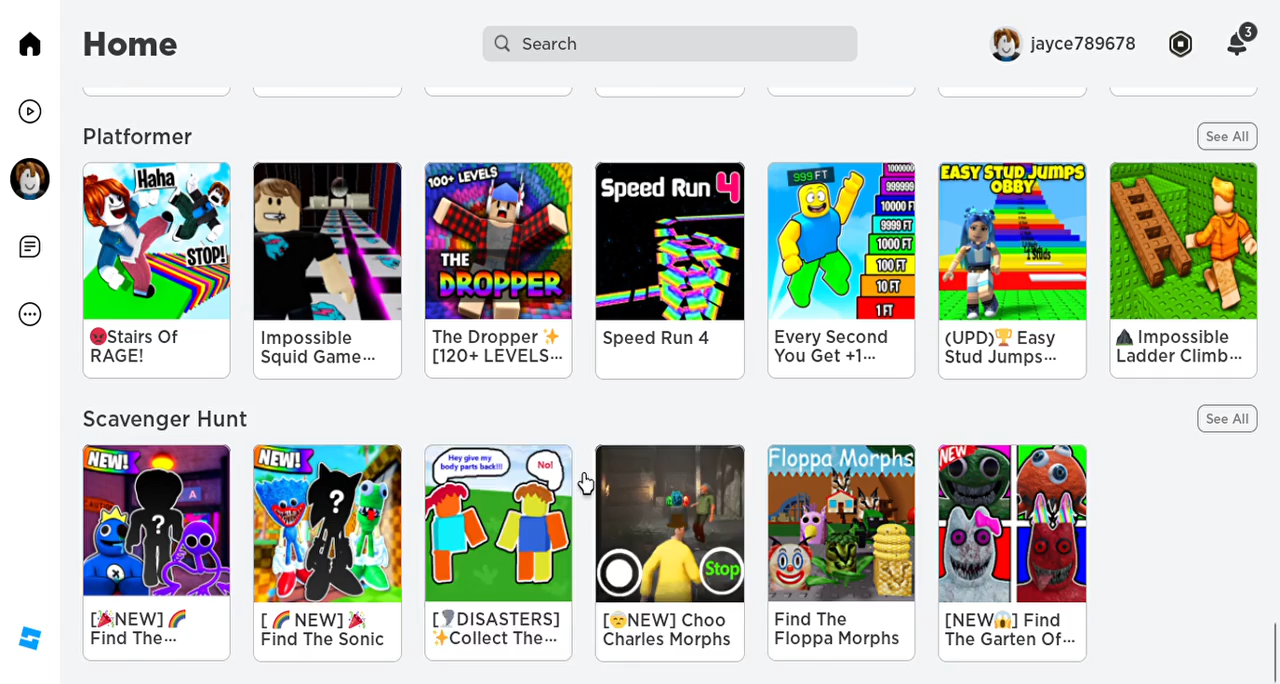 Home
Search
jayce789678
3
Platformer
See All
Haha
STOP!
100+ LEVELS
THE
DROPPER
Speed Run 4
999 FT
10000 FT
9999 FT
1000 FT
100 FT
10 FT
1 FT
EASY STUD JUMPS
OBBY
😡Stairs Of
RAGE!
Impossible
Squid Game...
The Dropper ✨
[120+ LEVELS...
Speed Run 4
Every Second
You Get +1...
(UPD)🏆 Easy
Stud Jumps...
Impossible
Ladder Climb...
Scavenger Hunt
See All
NEW!
A
?
NEW!
?
Hey give my
body parts back!!!
No!
Stop
Floppa Morphs
NEW
[🎉NEW] 🌈
Find The...
[🌈NEW] 🎉
Find The Sonic
[🌪️DISASTERS]
✨Collect The...
[NEW] Choo
Charles Morphs
Find The
Floppa Morphs
[NEW😱] Find
The Garten Of...